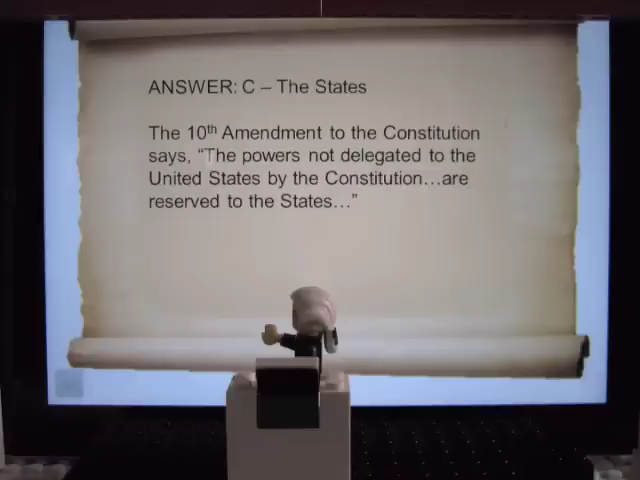 ANSWER: C – The States
The 10th Amendment to the Constitution
says, “The powers not delegated to the
United States by the Constitution…are
reserved to the States…”